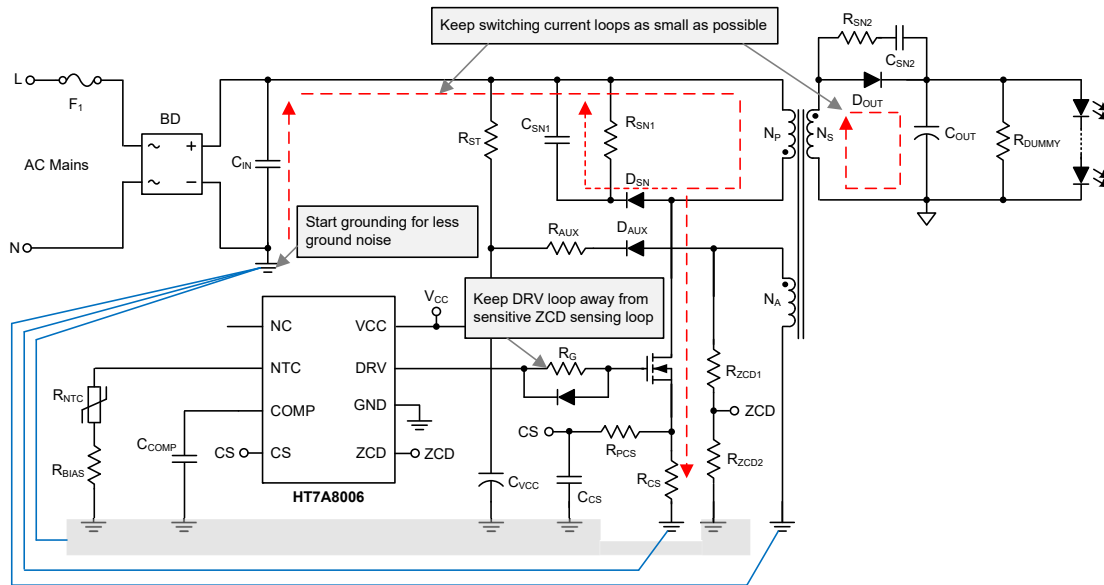 Keep switching current loops as small as possible
RSN2
CSN2
L
F1
BD
~ +
~ −
AC Mains
N
CIN
RST
CSN1
RSN1
DSN
NP
NS
DOUT
COUT
RDUMMY
Start grounding for less
ground noise
RAUX
DAUX
NA
Keep DRV loop away from
sensitive ZCD sensing loop
VCC
NC
VCC
NTC
DRV
COMP
GND
CS
CS
ZCD
ZCD
HT7A8006
RNTC
RBIAS
CCOMP
CVCC
RG
CS
RPCS
CCS
RCS
RZCD1
ZCD
RZCD2